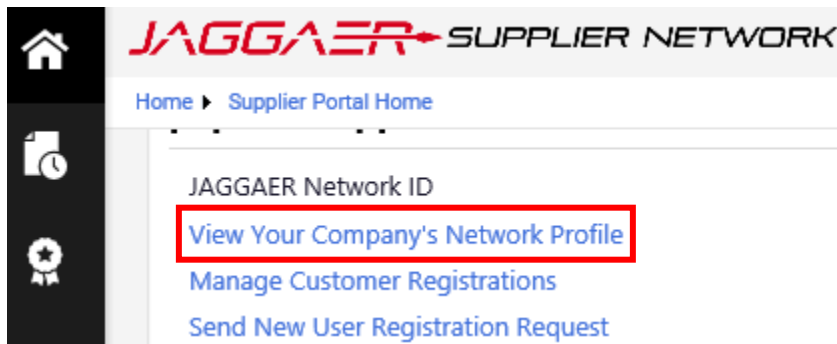 JAGGAER SUPPLIER NETWORK
Home ▶ Supplier Portal Home
JAGGAER Network ID
View Your Company's Network Profile
Manage Customer Registrations
Send New User Registration Request